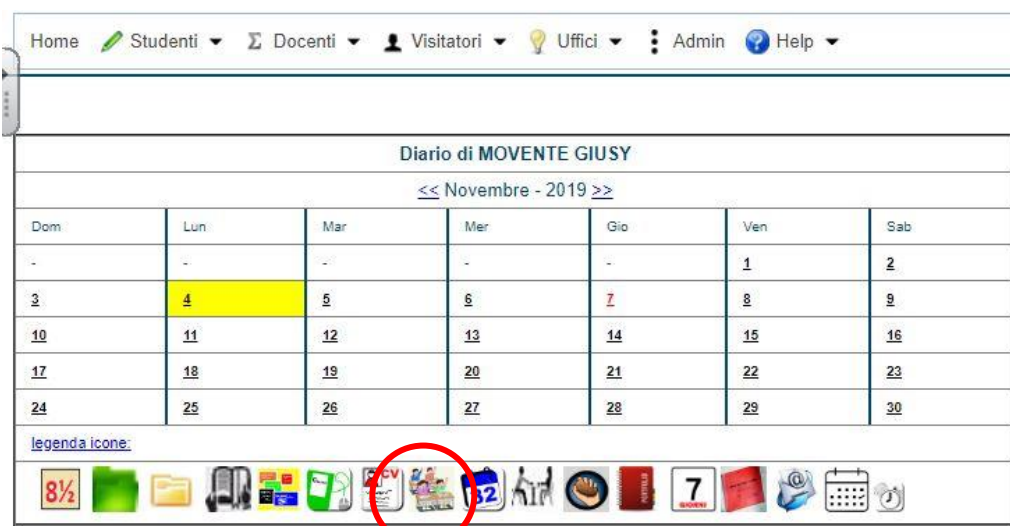 Home Studenti Σ Docenti Visitatori Uffici Admin Help
Diario di MOVENTE GIUSY
<< Novembre - 2019 >>
Dom Lun Mar Mer Gio Ven Sab
- - - - - 1 2
3 4 5 6 7 8 9
10 11 12 13 14 15 16
17 18 19 20 21 22 23
24 25 26 27 28 29 30
legenda icone:
8½ CV 32 PORTFOLIO 7 GIORNI @